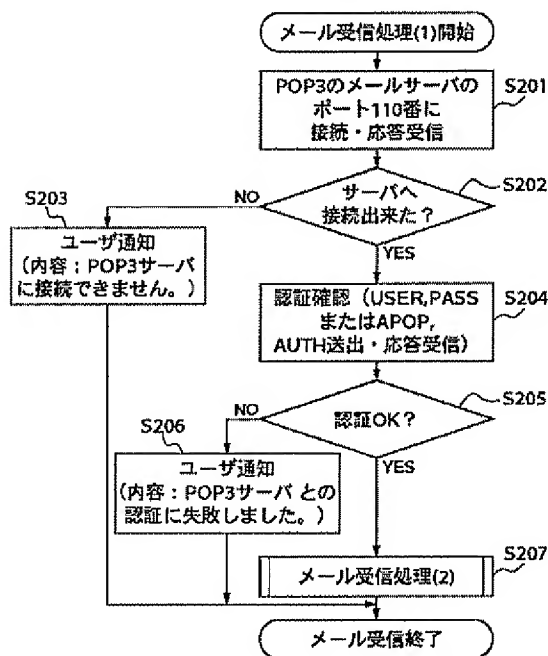 メール受信処理(1)開始
S201
POP3のメールサーバの
ポート110番に
接続・応答受信
S202
サーバへ
接続出来た？
NO
YES
S203
ユーザ通知
（内容：POP3サーバ
に接続できません。）
S204
認証確認（USER,PASS
またはAPOP,
AUTH送出・応答受信）
S205
認証OK？
NO
YES
S206
ユーザ通知
（内容：POP3サーバ との
認証に失敗しました。）
S207
メール受信処理(2)
メール受信終了